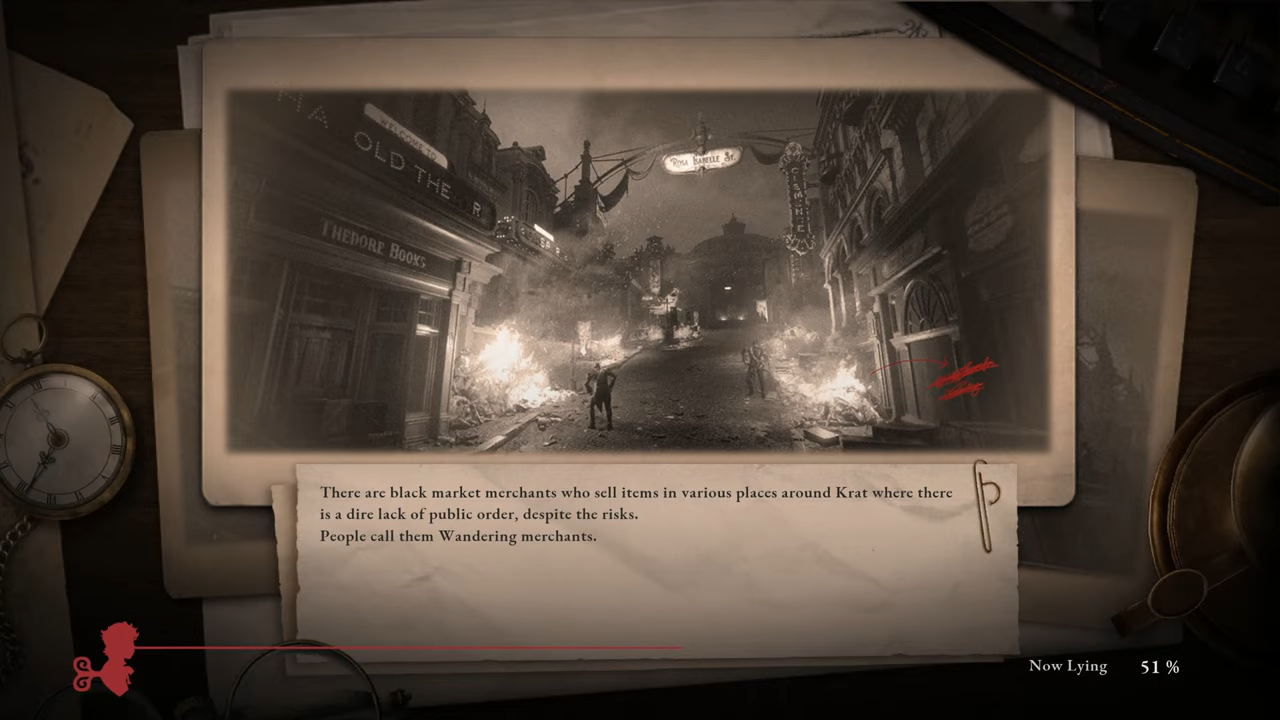 WELCOME TO
OLD THE R
THEDORE BOOKS
ROSA ISABELLE St.
There are black market merchants who sell items in various places around Krat where there
is a dire lack of public order, despite the risks.
People call them Wandering merchants.
Now Lying 51 %